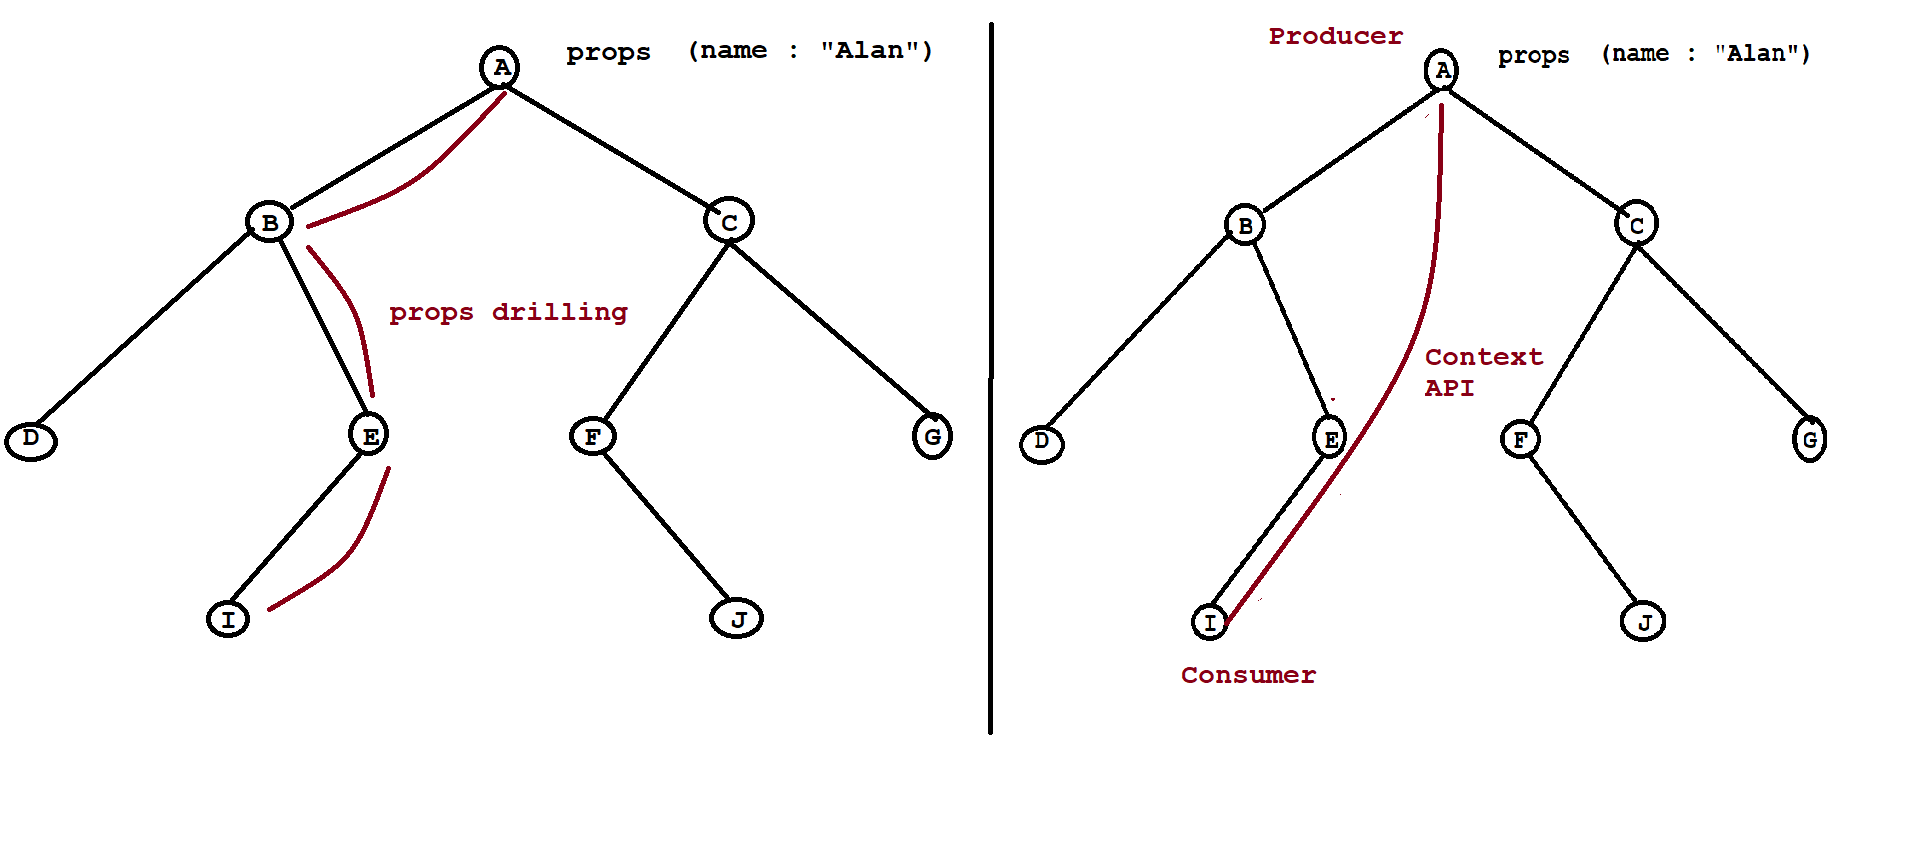 A props (name : "Alan")
B C
props drilling
D E F G
I J
Producer
A props (name : "Alan")
B C
Context
API
D E F G
I J
Consumer